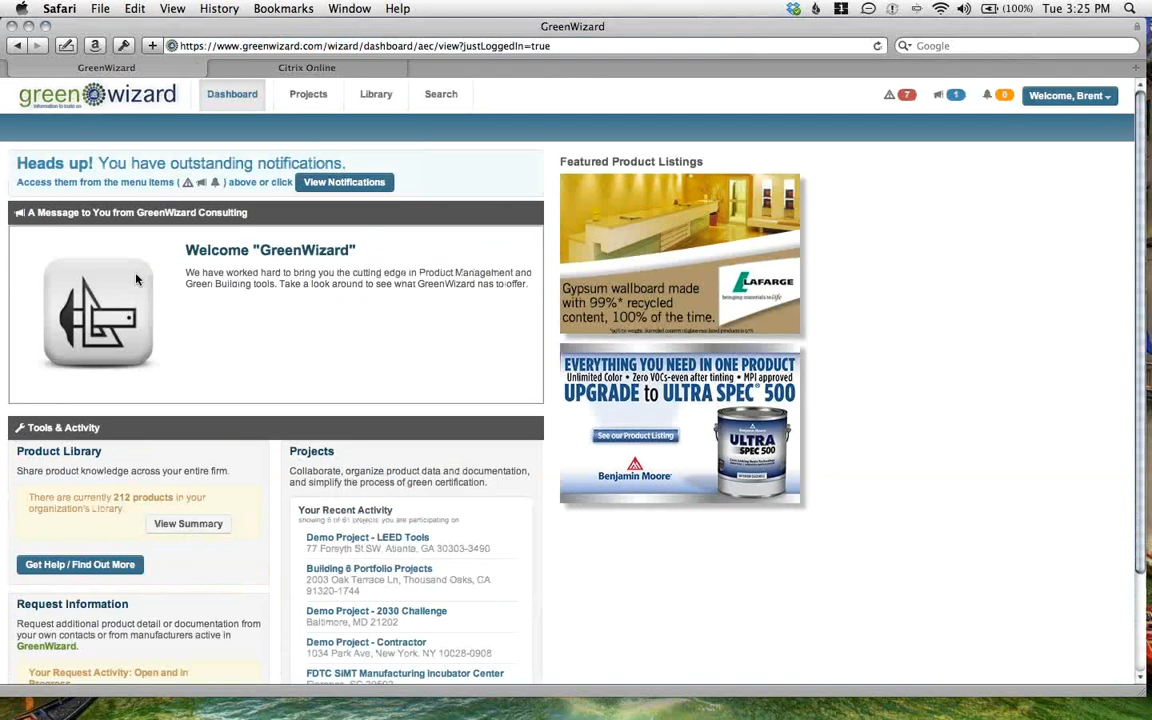 Safari File Edit View History Bookmarks Window Help
(100%) Tue 3:25 PM
GreenWizard
https://www.greenwizard.com/wizard/dashboard/aec/view?justLoggedIn=true
Google
GreenWizard Citrix Online
greenwizard
information to build on
Dashboard Projects Library Search
7 1 0 Welcome, Brent
Heads up! You have outstanding notifications.
Access them from the menu items ( ) above or click View Notifications
A Message to You from GreenWizard Consulting
Welcome "GreenWizard"
We have worked hard to bring you the cutting edge in Product Management and
Green Building tools. Take a look around to see what GreenWizard has to offer.
Tools & Activity
Product Library
Share product knowledge across your entire firm.
There are currently 212 products in your
organization's Library.
View Summary
Get Help / Find Out More
Request Information
Request additional product detail or documentation from
your own contacts or from manufacturers active in
GreenWizard.
Your Request Activity: Open and In
Progress
Projects
Collaborate, organize product data and documentation,
and simplify the process of green certification.
Your Recent Activity
showing 5 of 61 projects you are participating on
Demo Project - LEED Tools
77 Forsyth St SW, Atlanta, GA 30303-3490
Building 6 Portfolio Projects
2003 Oak Terrace Ln, Thousand Oaks, CA
91320-1744
Demo Project - 2030 Challenge
Baltimore, MD 21202
Demo Project - Contractor
1034 Park Ave, New York, NY 10028-0908
FDTC SiMT Manufacturing Incubator Center
Featured Product Listings
Gypsum wallboard made
with 99%* recycled
content, 100% of the time.
LAFARGE
bringing materials to life
EVERYTHING YOU NEED IN ONE PRODUCT
Unlimited Color • Zero VOCs-even after tinting • MPI approved
UPGRADE to ULTRA SPEC® 500
See our Product Listing
Benjamin Moore
Benjamin Moore®
ULTRA
SPEC 500